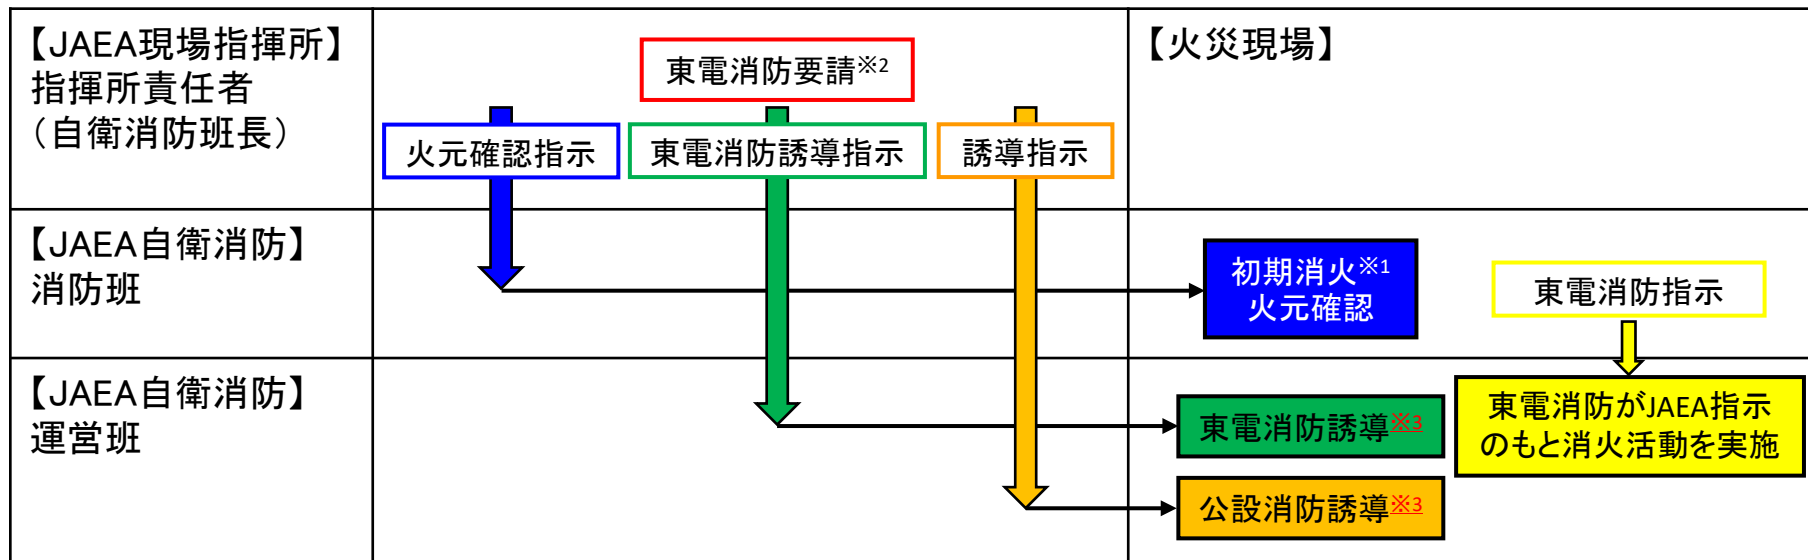 【JAEA現場指揮所】
指揮所責任者
（自衛消防班長）
東電消防要請※2
火元確認指示
東電消防誘導指示
誘導指示
【火災現場】
【JAEA自衛消防】
消防班
初期消火※1
火元確認
東電消防指示
【JAEA自衛消防】
運営班
東電消防誘導※3
公設消防誘導※3
東電消防がJAEA指示
のもと消火活動を実施